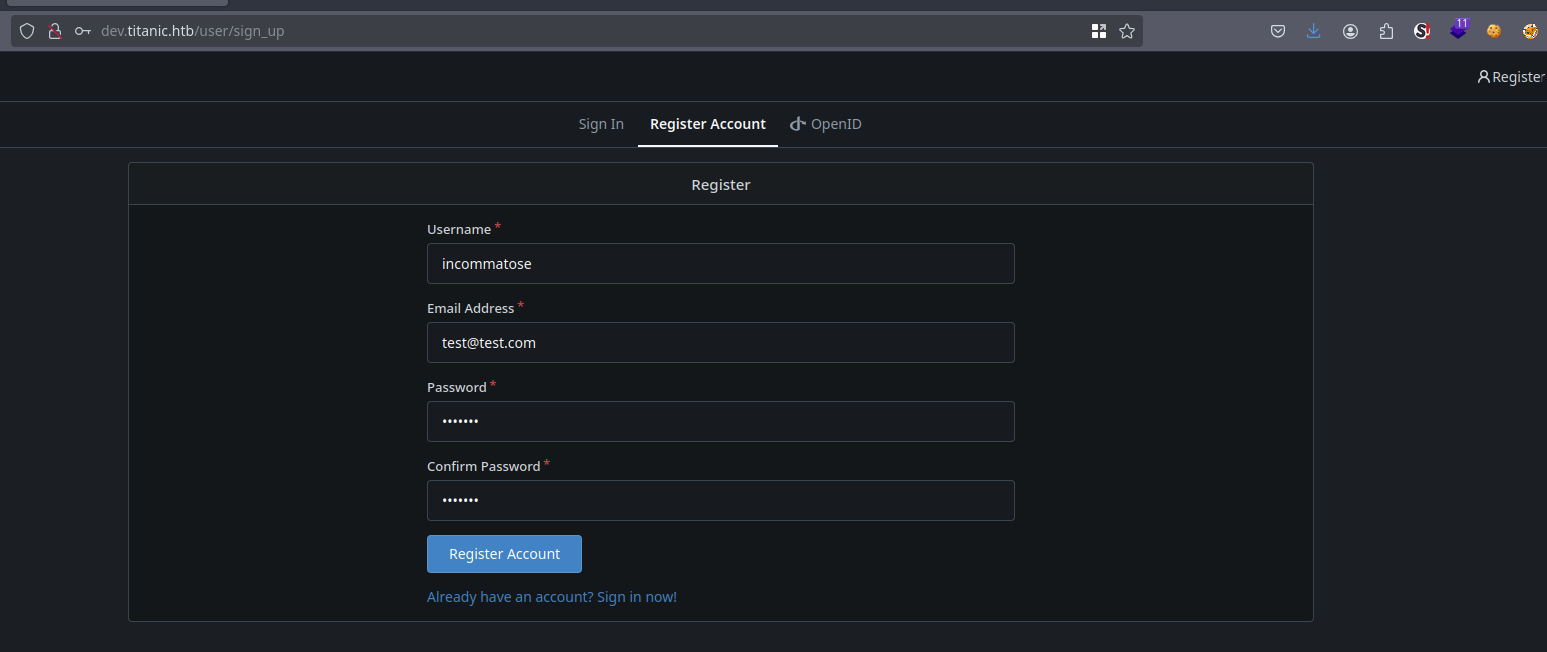 dev.titanic.htb/user/sign_up
11
Register
Sign In Register Account OpenID
Register
Username *
incommatose
Email Address *
test@test.com
Password *
•••••••
Confirm Password *
•••••••
Register Account
Already have an account? Sign in now!